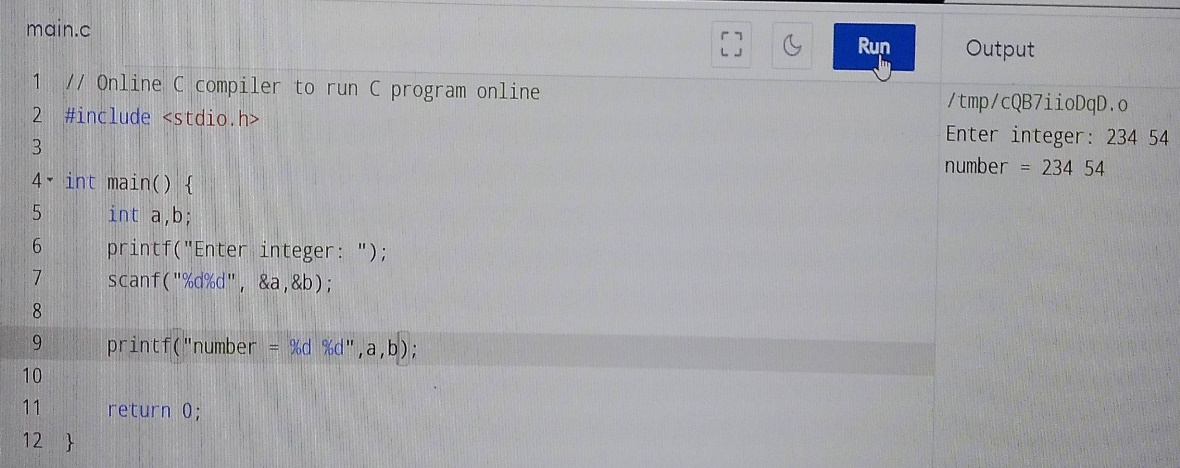 main.c
Run
Output
1 // Online C compiler to run C program online
2 #include <stdio.h>
3
4 int main() {
5     int a,b;
6     printf("Enter integer: ");
7     scanf("%d%d", &a,&b);
8
9     printf("number = %d %d",a,b);
10
11     return 0;
12 }
/tmp/cQB7iioDqD.o
Enter integer: 234 54
number = 234 54